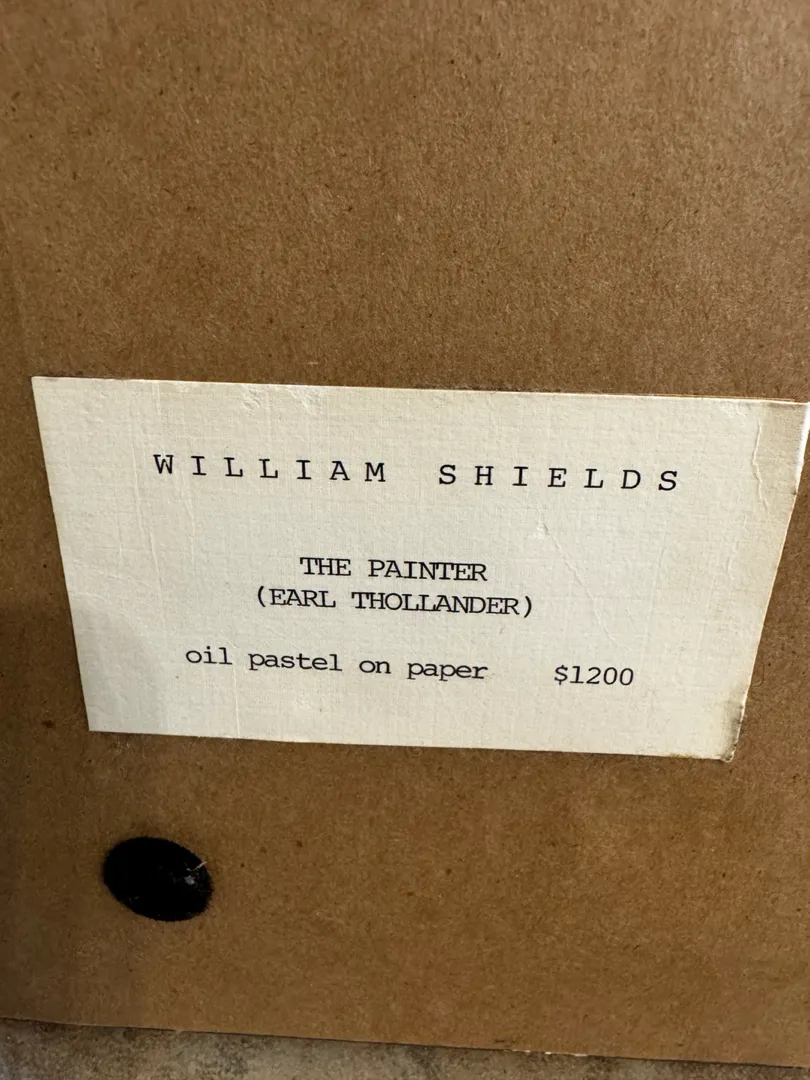 WILLIAM SHIELDS
THE PAINTER
(EARL THOLLANDER)
oil pastel on paper $1200